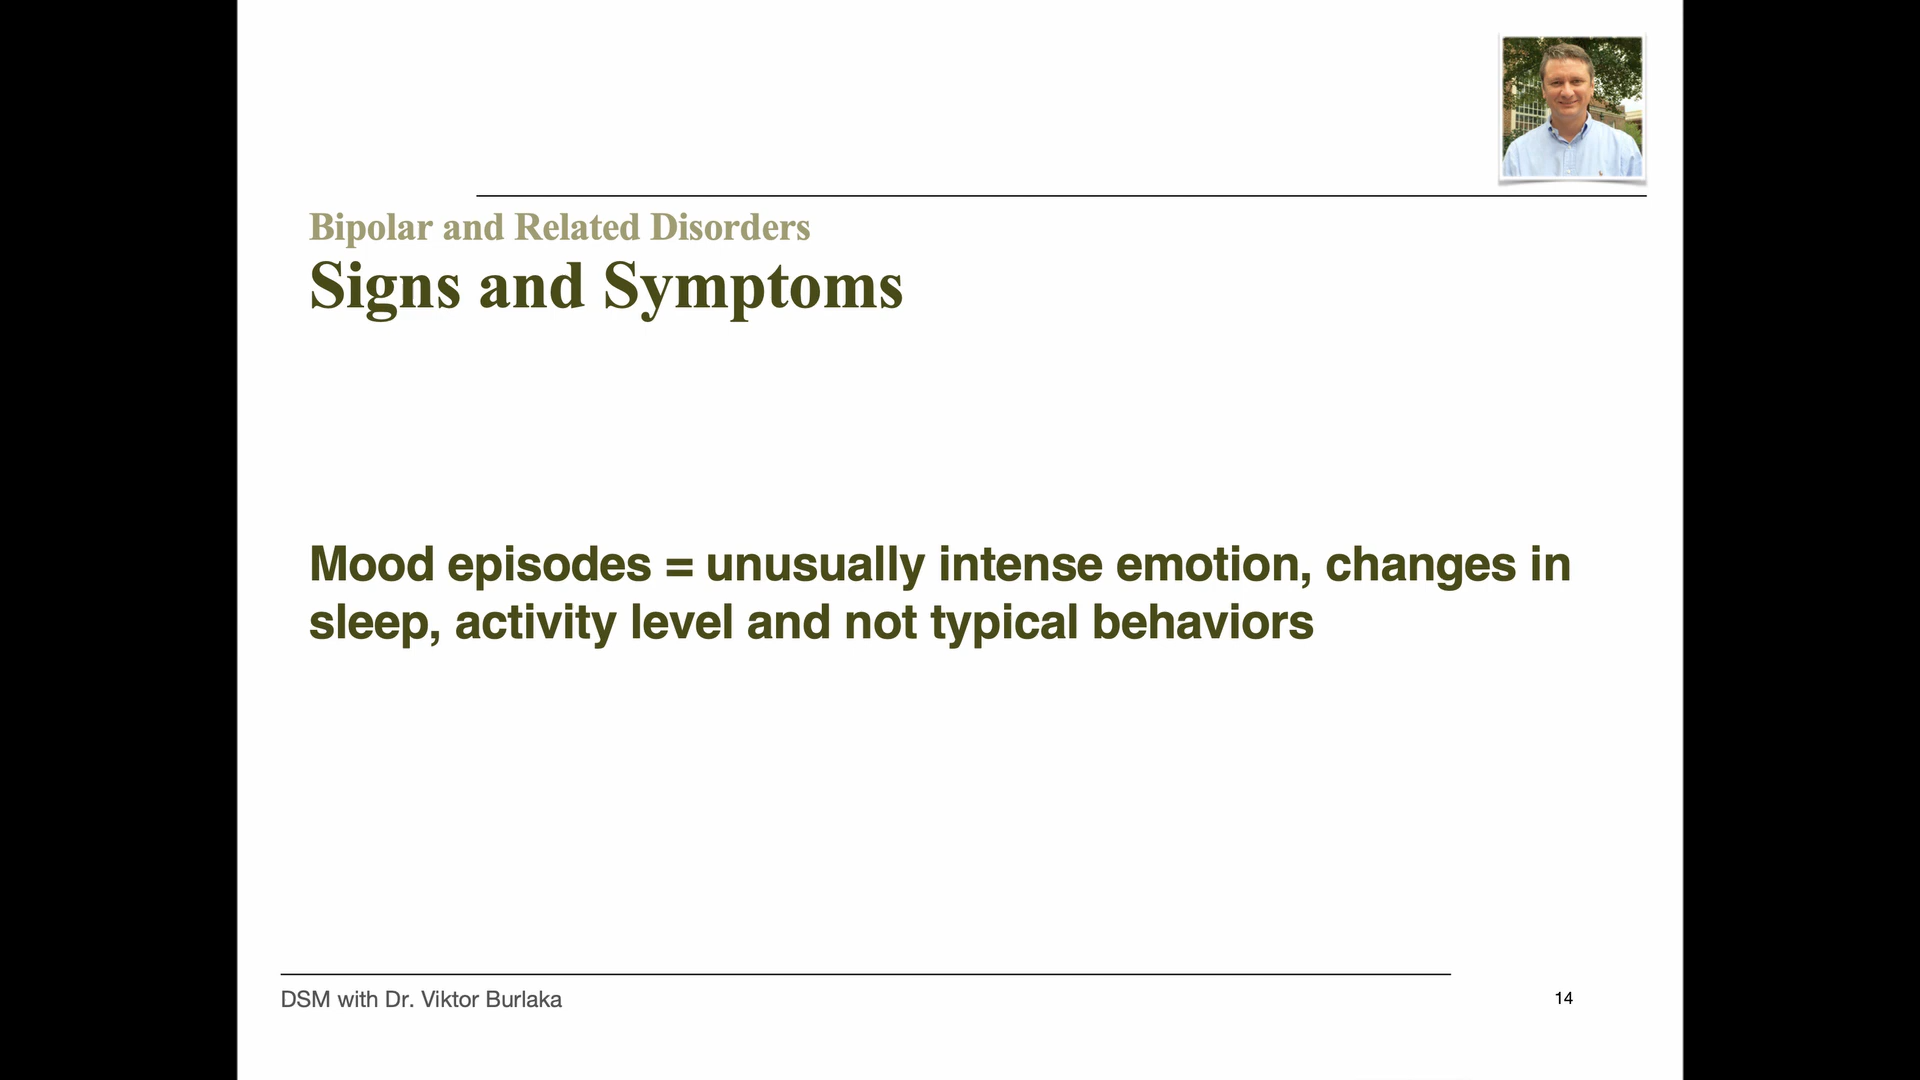 Bipolar and Related Disorders
Signs and Symptoms
Mood episodes = unusually intense emotion, changes in
sleep, activity level and not typical behaviors
DSM with Dr. Viktor Burlaka
14